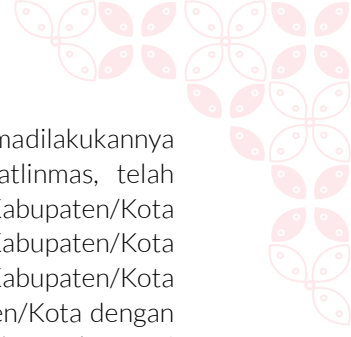 madilakukannya
atlinmas, telah
Kabupaten/Kota
Kabupaten/Kota
Kabupaten/Kota
en/Kota dengan